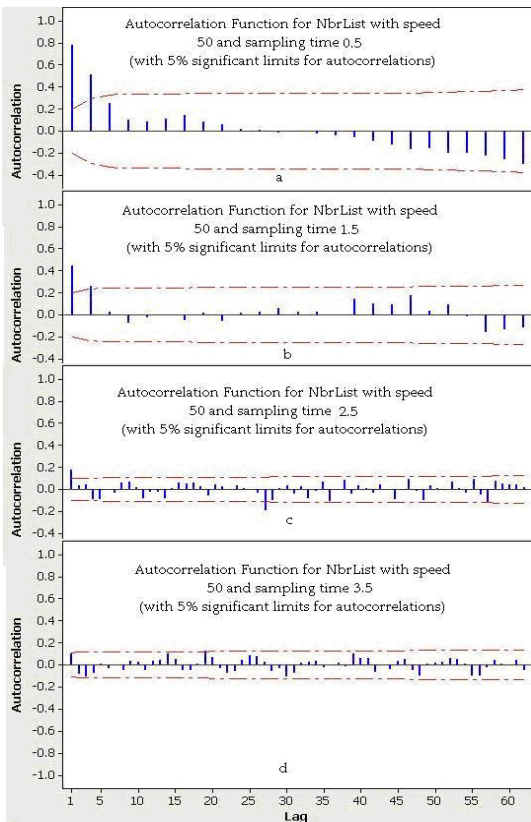 Autocorrelation Function for NbrList with speed
50 and sampling time 0.5
(with 5% significant limits for autocorrelations)
Autocorrelation
1.0
0.8
0.6
0.4
0.2
0.0
-0.2
-0.4
a
Autocorrelation Function for NbrList with speed
50 and sampling time 1.5
(with 5% significant limits for autocorrelations)
Autocorrelation
1.0
0.8
0.6
0.4
0.2
0.0
-0.2
-0.4
b
Autocorrelation Function for NbrList with speed
50 and sampling time 2.5
(with 5% significant limits for autocorrelations)
Autocorrelation
1.0
0.8
0.6
0.4
0.2
0.0
-0.2
-0.4
c
Autocorrelation Function for NbrList with speed
50 and sampling time 3.5
(with 5% significant limits for autocorrelations)
Autocorrelation
1.0
0.8
0.6
0.4
0.2
0.0
-0.2
-0.4
-0.6
-0.8
-1.0
d
1 5 10 15 20 25 30 35 40 45 50 55 60
Lag